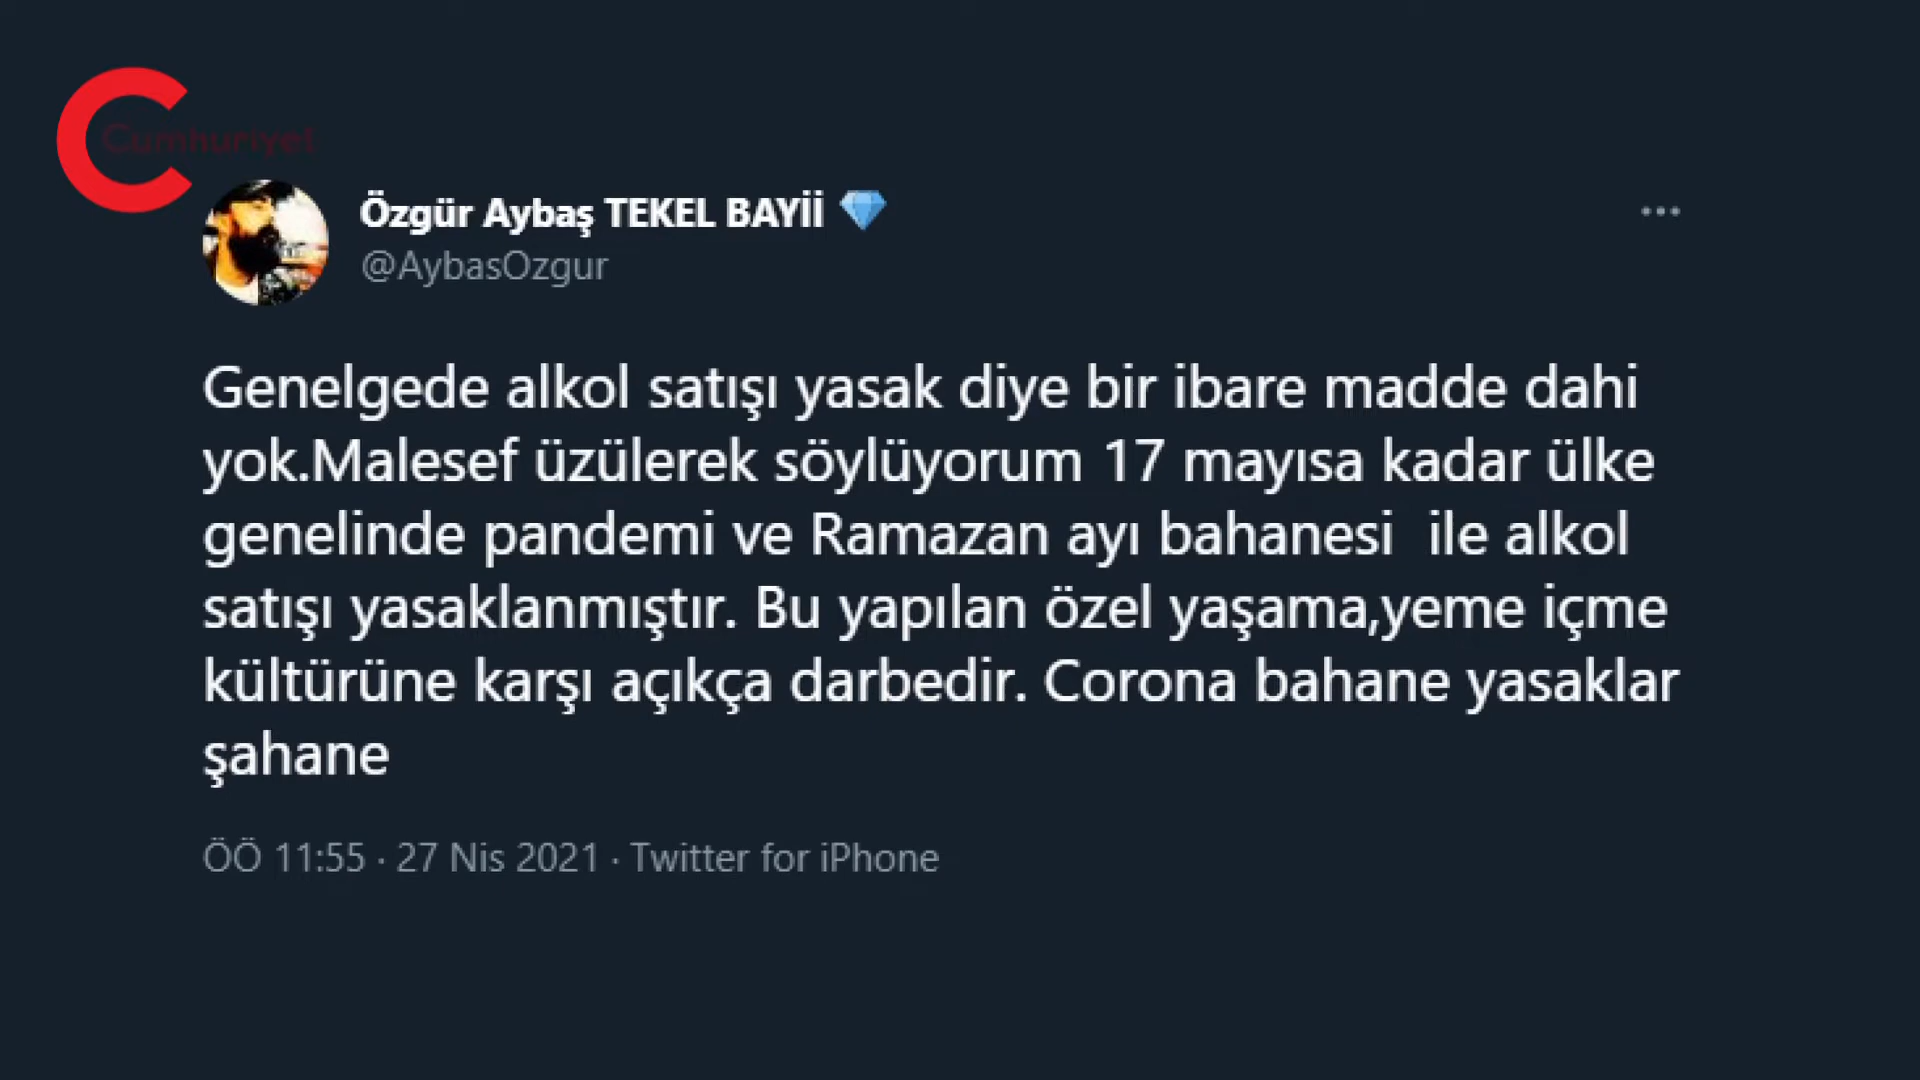 Cumhuriyet
Özgür Aybaş TEKEL BAYİİ
@AybasOzgur
Genelgede alkol satışı yasak diye bir ibare madde dahi
yok.Malesef üzülerek söylüyorum 17 mayısa kadar ülke
genelinde pandemi ve Ramazan ayı bahanesi  ile alkol
satışı yasaklanmıştır. Bu yapılan özel yaşama,yeme içme
kültürüne karşı açıkça darbedir. Corona bahane yasaklar
şahane
ÖÖ 11:55 · 27 Nis 2021 · Twitter for iPhone